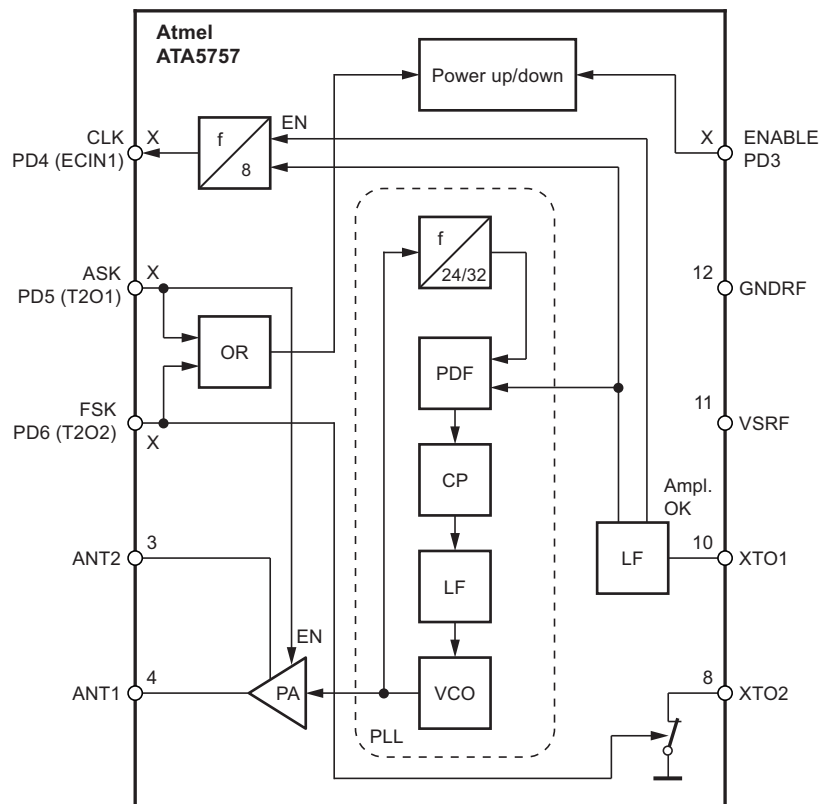 Atmel
ATA5757
Power up/down
CLK
PD4 (ECIN1)
X
f
8
EN
X
ENABLE
PD3
f
24/32
ASK
PD5 (T2O1)
X
12
GNDRF
OR
PDF
FSK
PD6 (T2O2)
X
11
VSRF
CP
Ampl.
OK
ANT2
3
LF
LF
10
XTO1
EN
ANT1
4
PA
VCO
8
XTO2
PLL